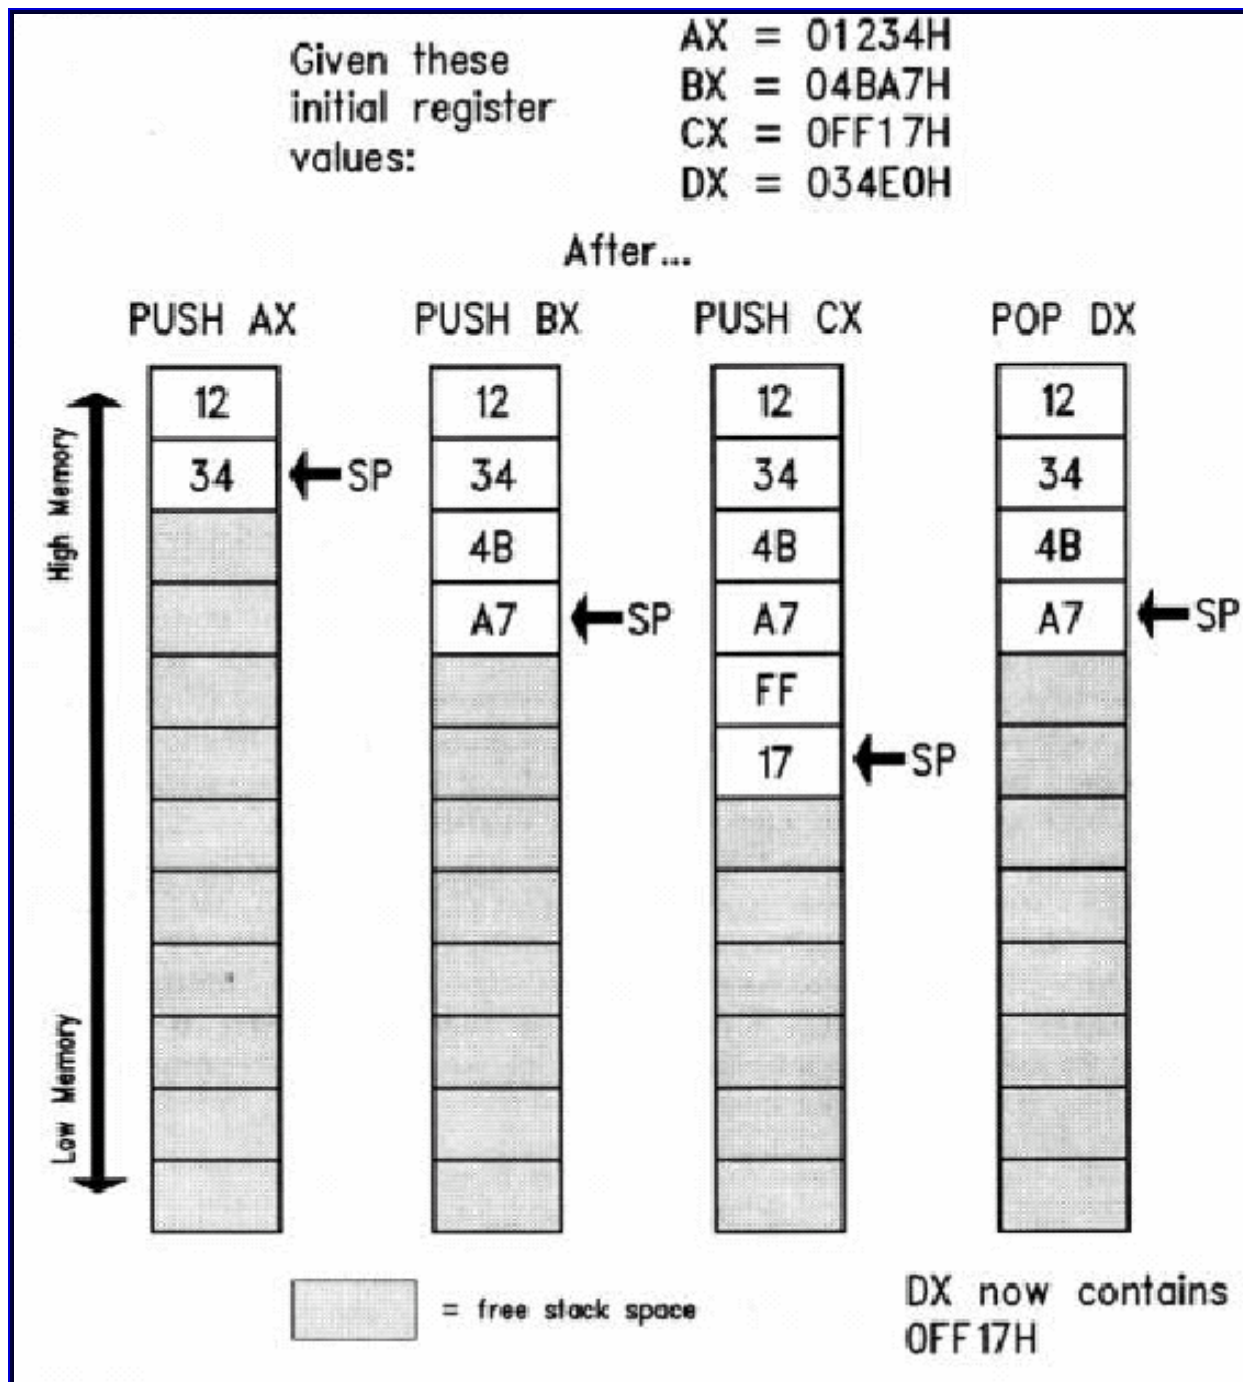 Given these
initial register
values:
AX = 01234H
BX = 04BA7H
CX = 0FF17H
DX = 034E0H
After...
PUSH AX
PUSH BX
PUSH CX
POP DX
High Memory
Low Memory
12
34
SP
12
34
4B
A7
SP
12
34
4B
A7
FF
17
SP
12
34
4B
A7
SP
= free stack space
DX now contains
0FF17H